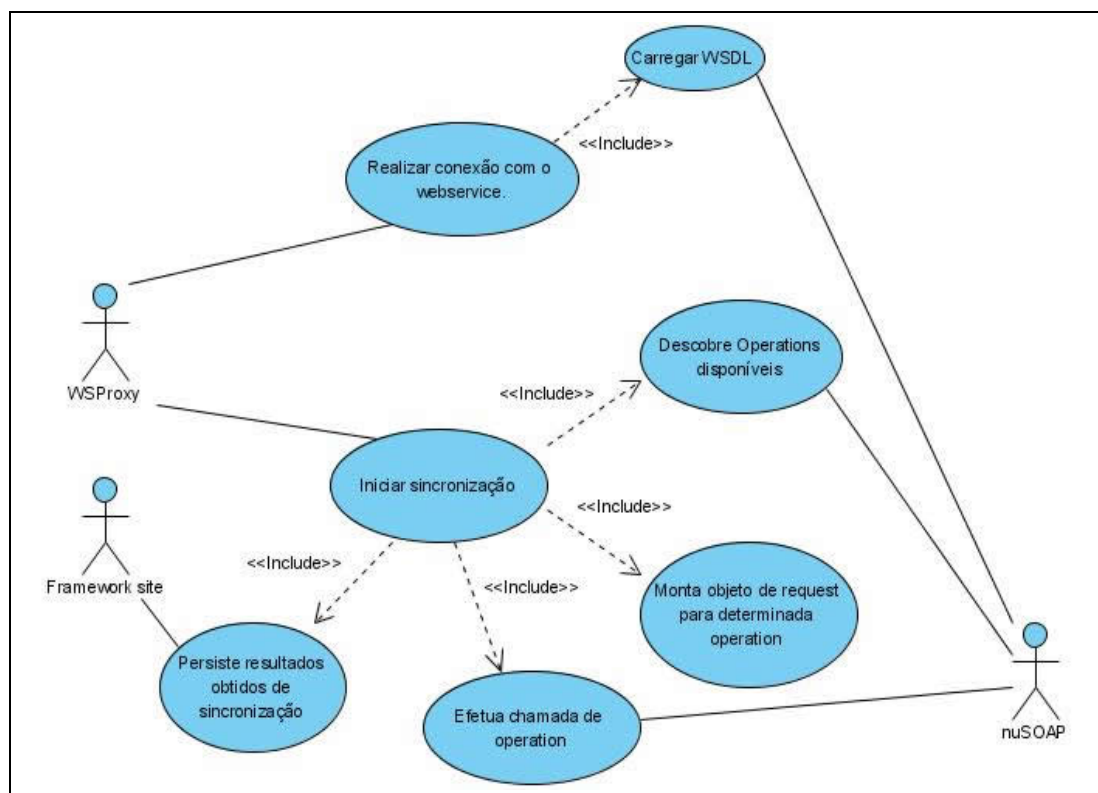 Carregar WSDL
<<Include>>
Realizar conexão com o
webservice.
WSProxy
Descobre Operations
disponíveis
<<Include>>
Iniciar sincronização
<<Include>>
<<Include>>
<<Include>>
Framework site
Monta objeto de request
para determinada
operation
Persiste resultados
obtidos de
sincronização
Efetua chamada de
operation
nuSOAP